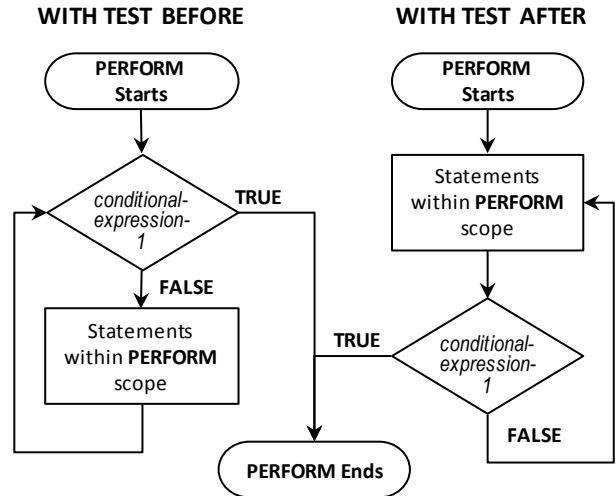 WITH TEST BEFORE
WITH TEST AFTER
PERFORM
Starts
PERFORM
Starts
conditional-
expression-
1
TRUE
FALSE
Statements
within PERFORM
scope
Statements
within PERFORM
scope
TRUE
conditional-
expression-
1
FALSE
PERFORM Ends